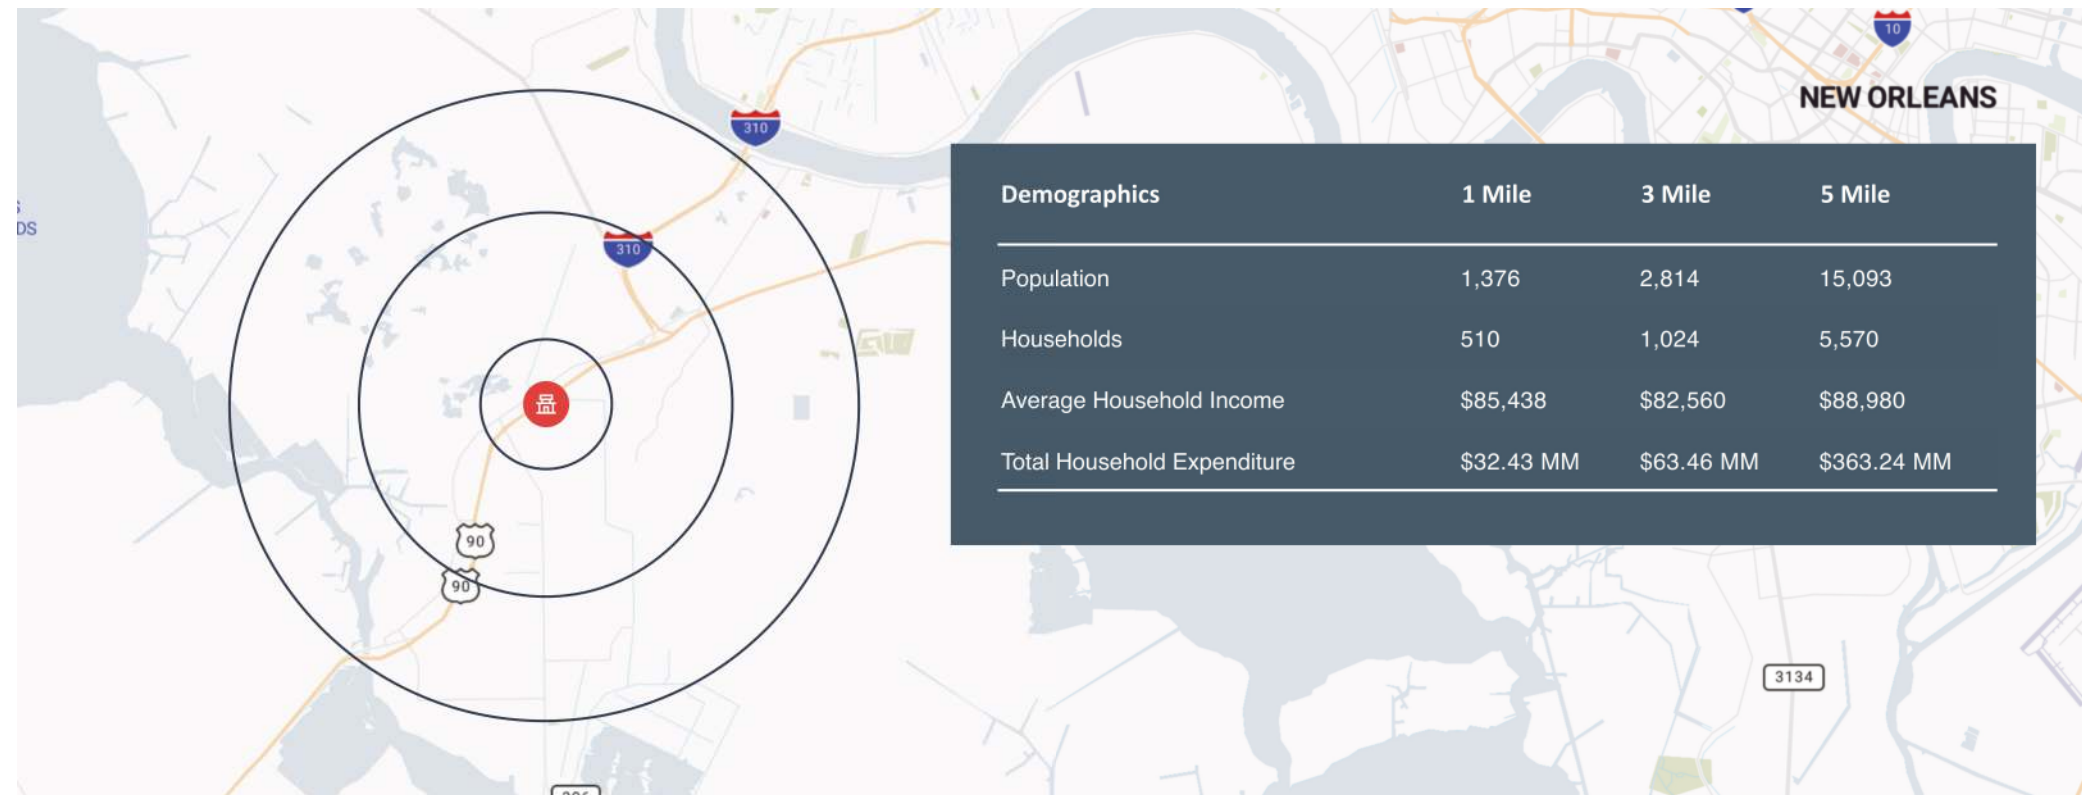 10
NEW ORLEANS
310
310
DS
Demographics 1 Mile 3 Mile 5 Mile
Population 1,376 2,814 15,093
Households 510 1,024 5,570
Average Household Income $85,438 $82,560 $88,980
Total Household Expenditure $32.43 MM $63.46 MM $363.24 MM
90
90
3134